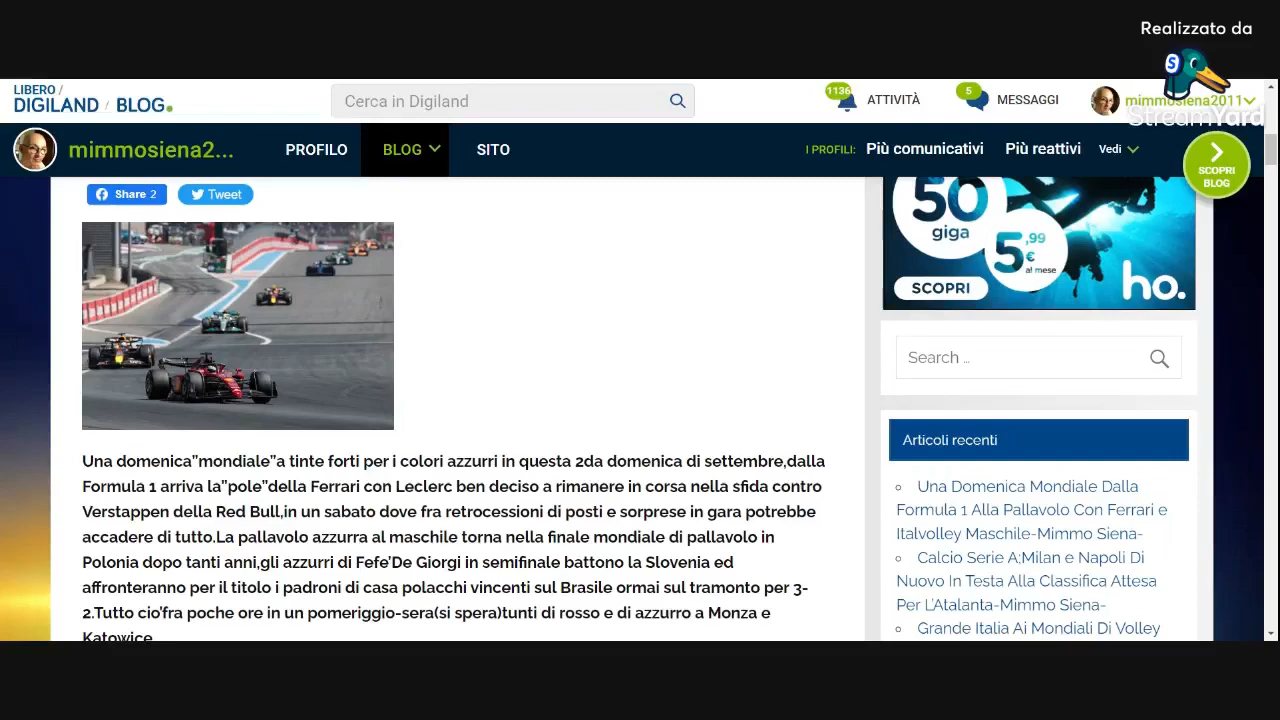 Realizzato da
StreamYard
LIBERO /
DIGILAND / BLOG.
Cerca in Digiland
1136
ATTIVITÀ
5
MESSAGGI
mimmosiena2011
mimmosiena2...
PROFILO
BLOG
SITO
I PROFILI:
Più comunicativi
Più reattivi
Vedi
SCOPRI
BLOG
Share 2
Tweet
50
giga
5,99
€
al mese
SCOPRI
ho.
Una domenica”mondiale”a tinte forti per i colori azzurri in questa 2da domenica di settembre,dalla
Formula 1 arriva la”pole”della Ferrari con Leclerc ben deciso a rimanere in corsa nella sfida contro
Verstappen della Red Bull,in un sabato dove fra retrocessioni di posti e sorprese in gara potrebbe
accadere di tutto.La pallavolo azzurra al maschile torna nella finale mondiale di pallavolo in
Polonia dopo tanti anni,gli azzurri di Fefe’De Giorgi in semifinale battono la Slovenia ed
affronteranno per il titolo i padroni di casa polacchi vincenti sul Brasile ormai sul tramonto per 3-
2.Tutto cio’fra poche ore in un pomeriggio-sera(si spera)tunti di rosso e di azzurro a Monza e
Katowice
Search …
Articoli recenti
Una Domenica Mondiale Dalla
Formula 1 Alla Pallavolo Con Ferrari e
Italvolley Maschile-Mimmo Siena-
Calcio Serie A;Milan e Napoli Di
Nuovo In Testa Alla Classifica Attesa
Per L’Atalanta-Mimmo Siena-
Grande Italia Ai Mondiali Di Volley